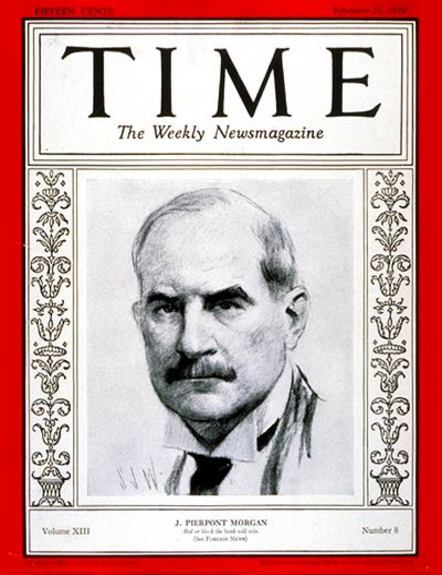 FIFTEEN CENTS
February 25, 1929
TIME
The Weekly Newsmagazine
S.J.W.
Volume XIII
J. PIERPONT MORGAN
Red or black the bank will win.
(See FOREIGN NEWS)
Number 8